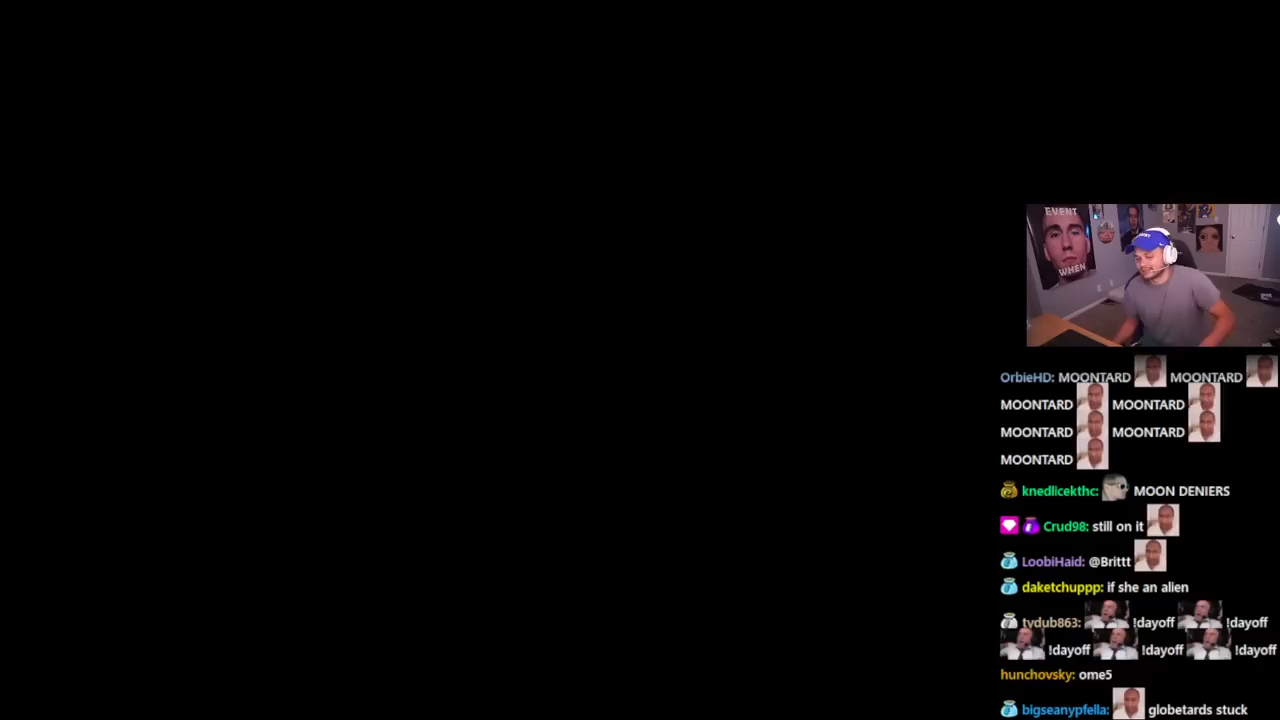 EVENT
WHEN
OrbieHD: MOONTARD MOONTARD
MOONTARD MOONTARD
MOONTARD MOONTARD
MOONTARD
knedlicekthc: MOON DENIERS
Crud98: still on it
LoobiHaid: @Brittt
daketchuppp: if she an alien
tvdub863: !dayoff !dayoff
!dayoff !dayoff !dayoff
hunchovsky: ome5
bigseanypfella: globetards stuck